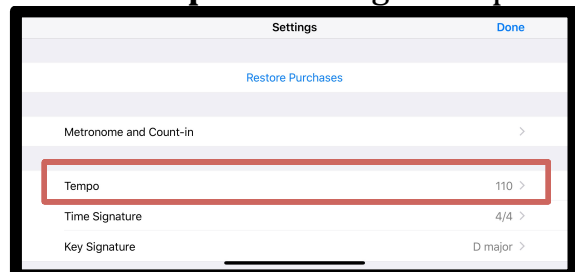 Settings Done
Restore Purchases
Metronome and Count-in
Tempo 110
Time Signature 4/4
Key Signature D major